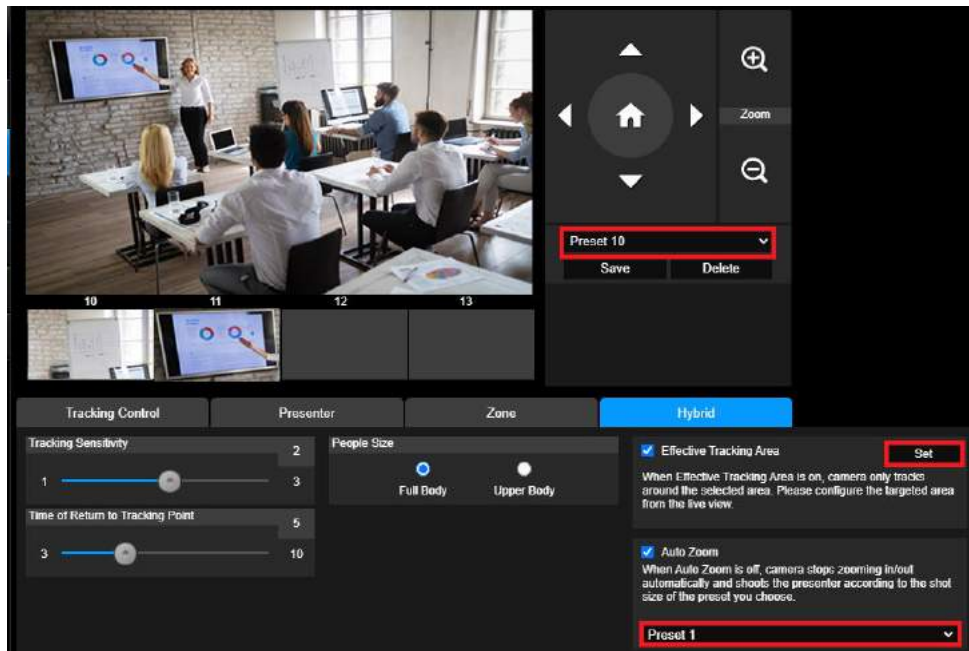 Zoom
Preset 10
Save Delete
10 11 12 13
Tracking Control Presenter Zone Hybrid
Tracking Sensitivity
2
1 3
Time of Return to Tracking Point
5
3 10
People Size
Full Body Upper Body
Effective Tracking Area Set
When Effective Tracking Area is on, camera only tracks
around the selected area. Please configure the targeted area
from the live view.
Auto Zoom
When Auto Zoom is off, camera stops zooming in/out
automatically and shoots the presenter according to the shot
size of the preset you choose.
Preset 1